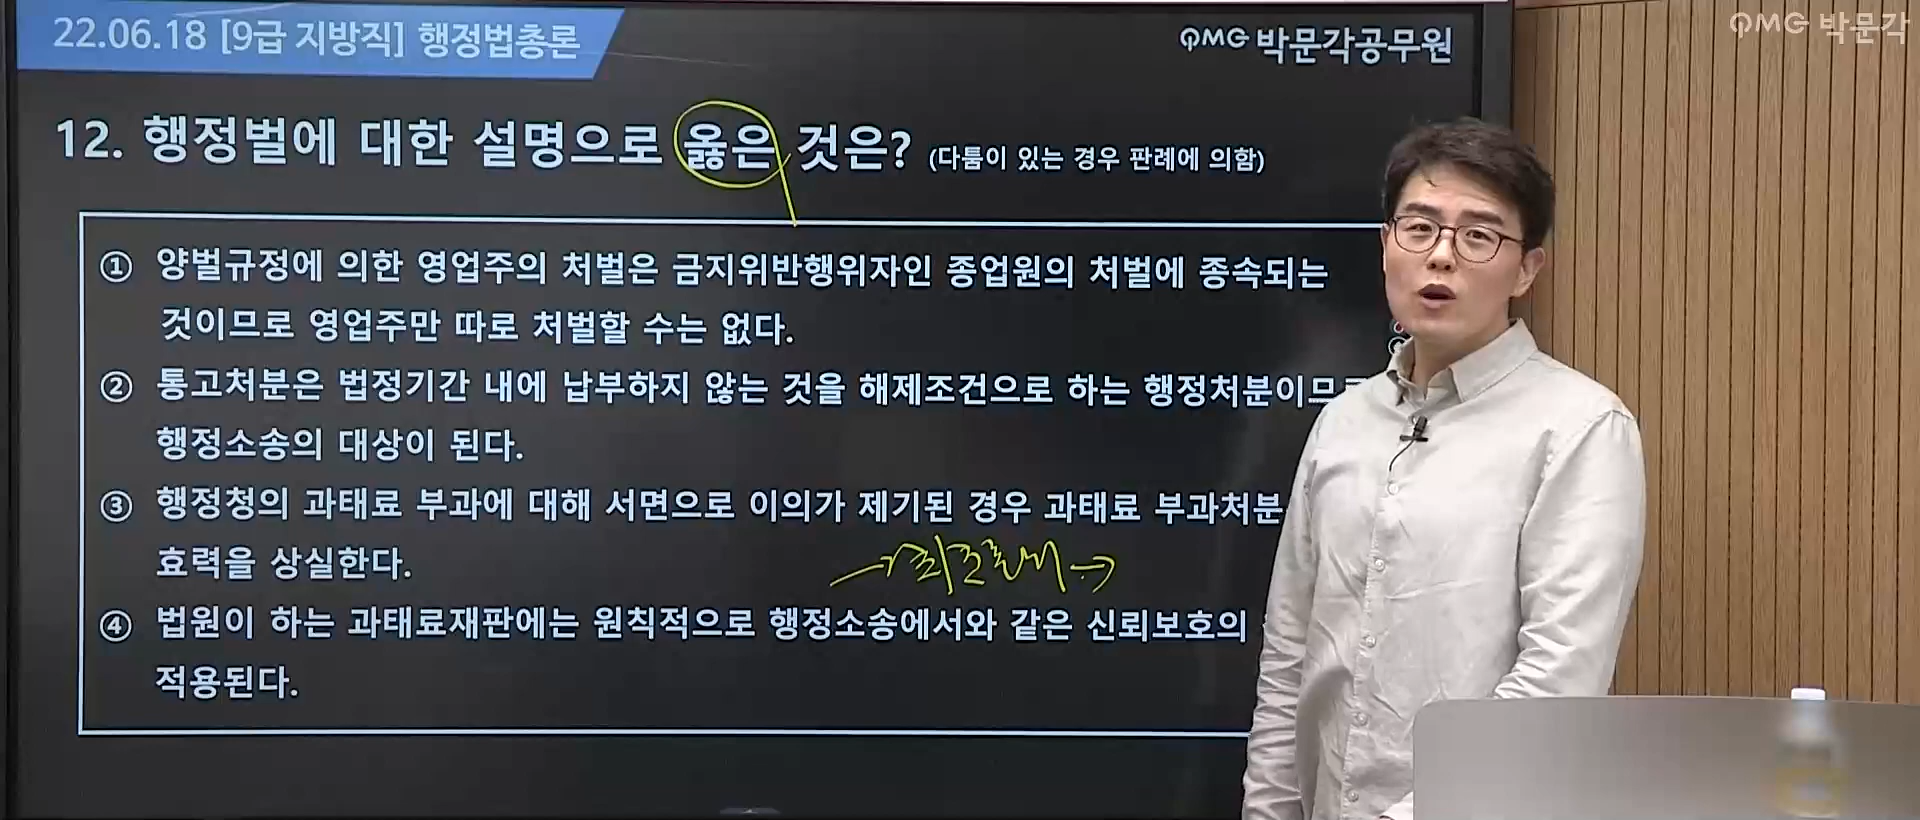 22.06.18 [9급 지방직] 행정법총론
박문각공무원
박문각
12. 행정벌에 대한 설명으로 옳은 것은? (다툼이 있는 경우 판례에 의함)
① 양벌규정에 의한 영업주의 처벌은 금지위반행위자인 종업원의 처벌에 종속되는
것이므로 영업주만 따로 처벌할 수는 없다.
② 통고처분은 법정기간 내에 납부하지 않는 것을 해제조건으로 하는 행정처분이므로
행정소송의 대상이 된다.
③ 행정청의 과태료 부과에 대해 서면으로 이의가 제기된 경우 과태료 부과처분
효력을 상실한다.
④ 법원이 하는 과태료재판에는 원칙적으로 행정소송에서와 같은 신뢰보호의
적용된다.